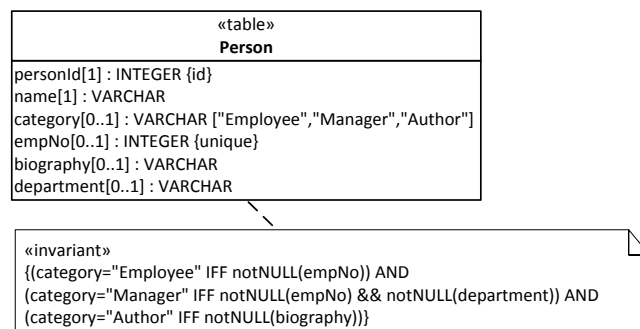 «table»
Person
personId[1] : INTEGER {id}
name[1] : VARCHAR
category[0..1] : VARCHAR ["Employee","Manager","Author"]
empNo[0..1] : INTEGER {unique}
biography[0..1] : VARCHAR
department[0..1] : VARCHAR
«invariant»
{(category="Employee" IFF notNULL(empNo)) AND
(category="Manager" IFF notNULL(empNo) && notNULL(department)) AND
(category="Author" IFF notNULL(biography))}